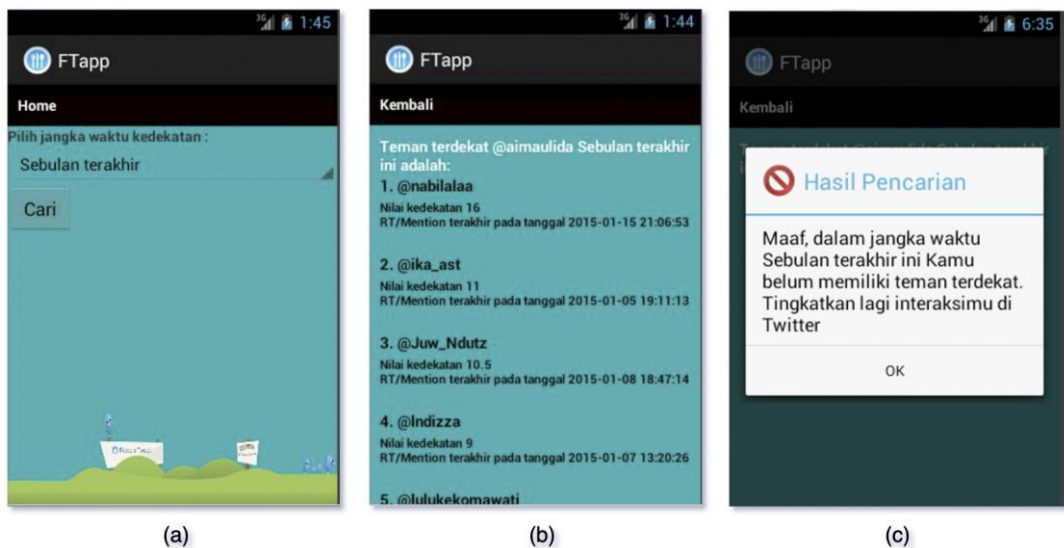 3G 1:45
FTapp
Home
Pilih jangka waktu kedekatan :
Sebulan terakhir
Cari
(a)
3G 1:44
FTapp
Kembali
Teman terdekat @aimaulida Sebulan terakhir
ini adalah:
1. @nabilalaa
Nilai kedekatan 16
RT/Mention terakhir pada tanggal 2015-01-15 21:06:53
2. @ika_ast
Nilai kedekatan 11
RT/Mention terakhir pada tanggal 2015-01-05 19:11:13
3. @Juw_Ndutz
Nilai kedekatan 10.5
RT/Mention terakhir pada tanggal 2015-01-08 18:47:14
4. @Indizza
Nilai kedekatan 9
RT/Mention terakhir pada tanggal 2015-01-07 13:20:26
5. @lulukekomawati
(b)
3G 6:35
FTapp
Kembali
Hasil Pencarian
Maaf, dalam jangka waktu
Sebulan terakhir ini Kamu
belum memiliki teman terdekat.
Tingkatkan lagi interaksimu di
Twitter
OK
(c)